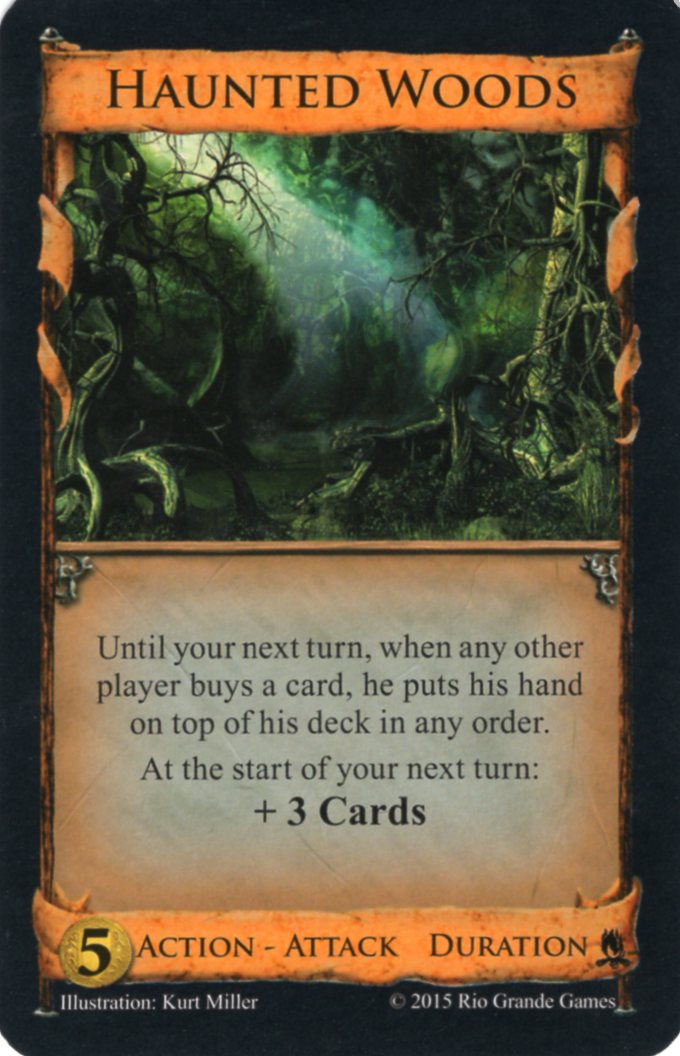 Haunted Woods
Until your next turn, when any other
player buys a card, he puts his hand
on top of his deck in any order.
At the start of your next turn:
+ 3 Cards
5 Action - Attack Duration
Illustration: Kurt Miller © 2015 Rio Grande Games